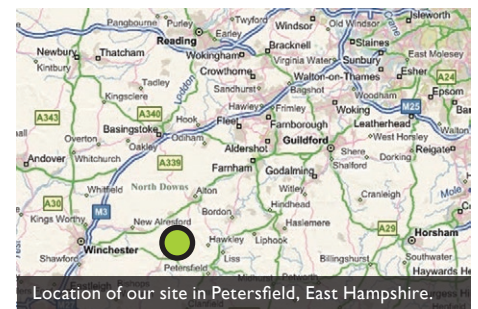 Pangbourne Purley Twyford Windsor Old Windsor Isleworth
Reading Earley
Newbury Thatcham Wokingham Bracknell Staines East Molesey
Kintbury Virginia Water Sunbury
Crowthorne Walton-on-Thames Esher A24
Tadley Loddon Sandhurst Bagshot Epsom
Kingsclere Woodham
Hawley Frimley M25
A343 A340 Hook Fleet Farnborough Woking Leatherhead
Basingstoke Walton
Overton Oakley Odiham Guildford West Horsley
Andover Whitchurch A339 Aldershot Shere Dorking Reigate
Farnham Godalming Shalford
Whitfield North Downs Alton Witley Cranleigh Mole
A30 M3 Bordon Hindhead
Kings Worthy New Alresford Haslemere A29
Winchester Hawkley Liphook Horsham
Shawford Liss Billingshurst Southwater
Petersfield Haywards He
Location of our site in Petersfield, East Hampshire.